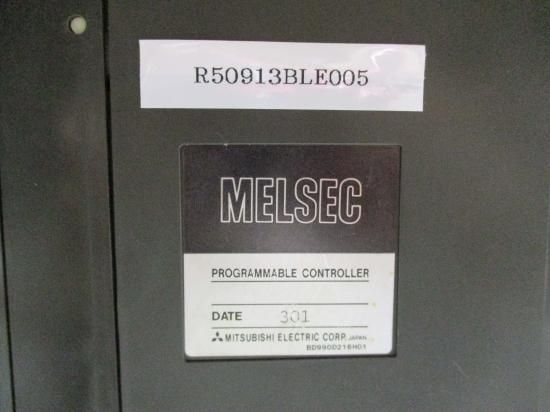 R50913BLE005
MELSEC
PROGRAMMABLE CONTROLLER
DATE 301
MITSUBISHI ELECTRIC CORP. JAPAN
BD990D216H01